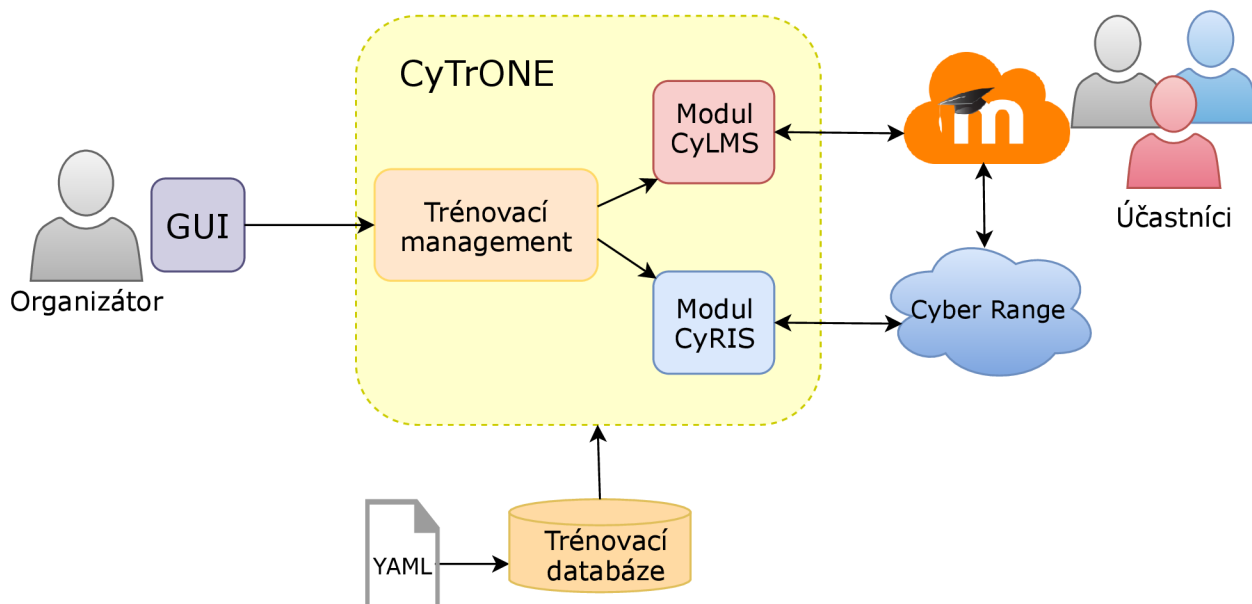 CyTrONE
Modul
CyLMS
m
Účastníci
GUI
Trénovací
management
Organizátor
Modul
CyRIS
Cyber Range
YAML
Trénovací
databáze